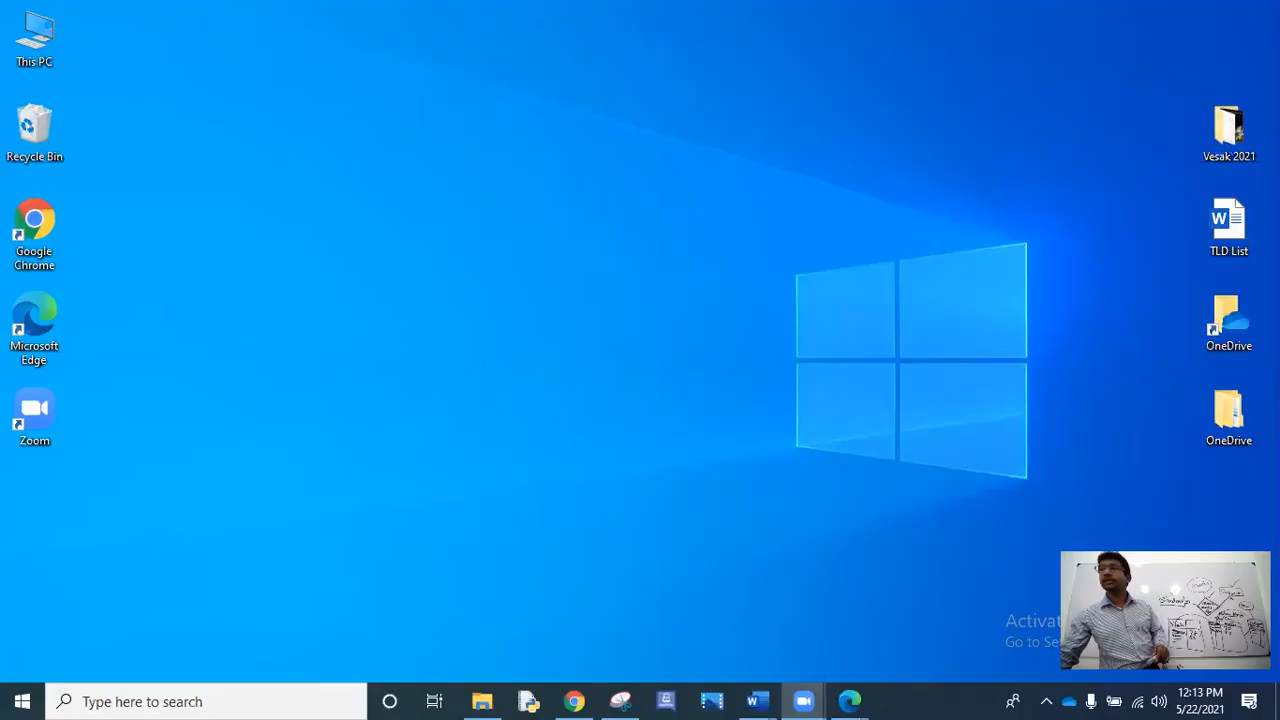 This PC
Recycle Bin
Google
Chrome
Microsoft
Edge
Zoom
Vesak 2021
TLD List
OneDrive
OneDrive
Activat
Go to Se
Type here to search
12:13 PM
5/22/2021